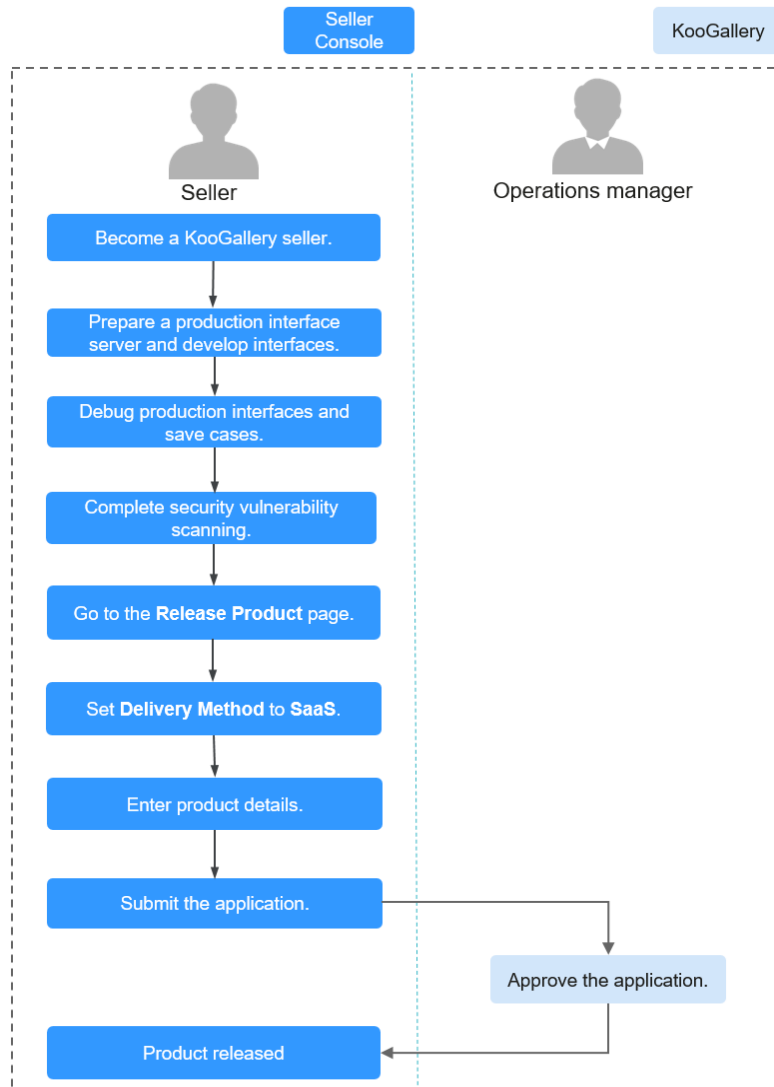 Seller
Console
KooGallery
Seller
Operations manager
Become a KooGallery seller.
Prepare a production interface
server and develop interfaces.
Debug production interfaces and
save cases.
Complete security vulnerability
scanning.
Go to the Release Product page.
Set Delivery Method to SaaS.
Enter product details.
Submit the application.
Approve the application.
Product released